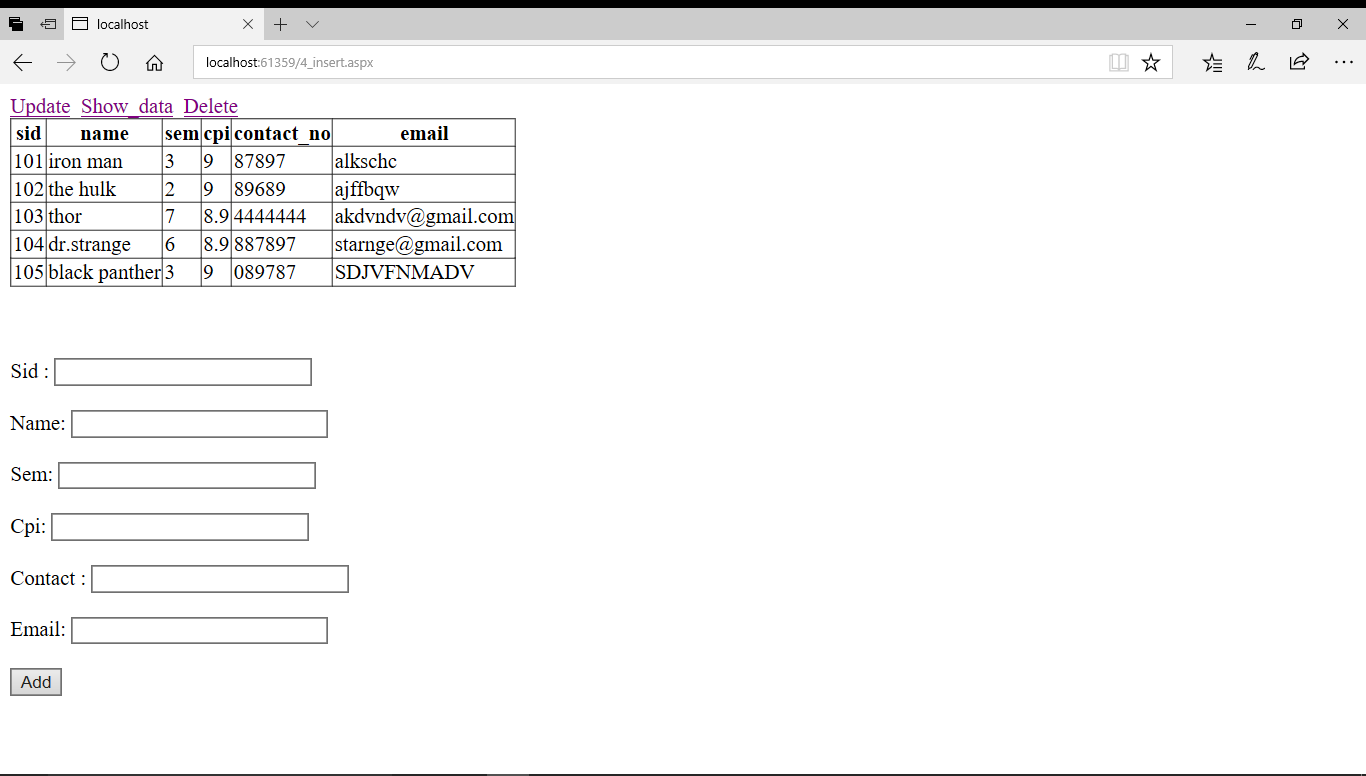 localhost
localhost:61359/4_insert.aspx
Update Show_data Delete
sid name sem cpi contact_no email
101 iron man 3 9 87897 alkschc
102 the hulk 2 9 89689 ajffbqw
103 thor 7 8.9 4444444 akdvndv@gmail.com
104 dr.strange 6 8.9 887897 starnge@gmail.com
105 black panther 3 9 089787 SDJVFNMADV
Sid :
Name:
Sem:
Cpi:
Contact :
Email:
Add